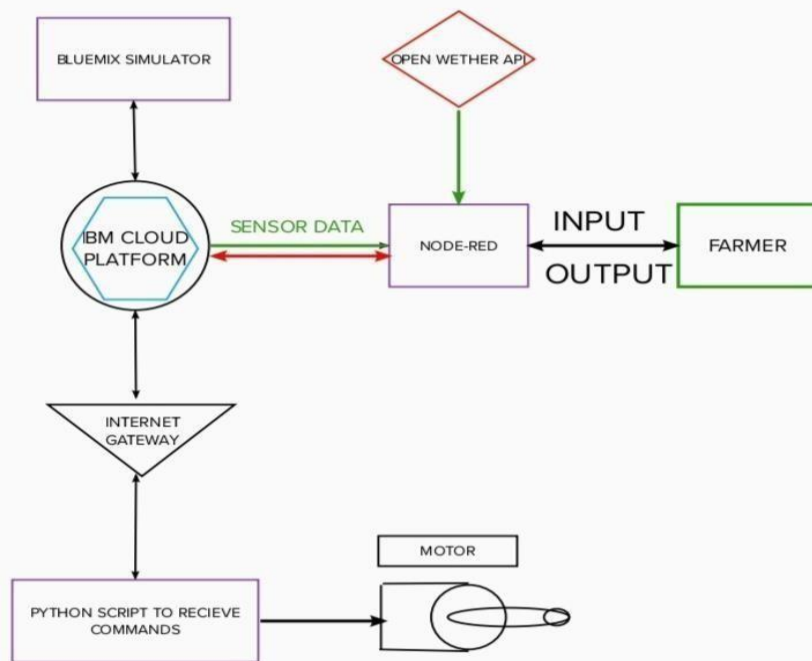 BLUEMIX SIMULATOR
OPEN WETHER API
IBM CLOUD
PLATFORM
SENSOR DATA
NODE-RED
INPUT
OUTPUT
FARMER
INTERNET
GATEWAY
MOTOR
PYTHON SCRIPT TO RECIEVE
COMMANDS